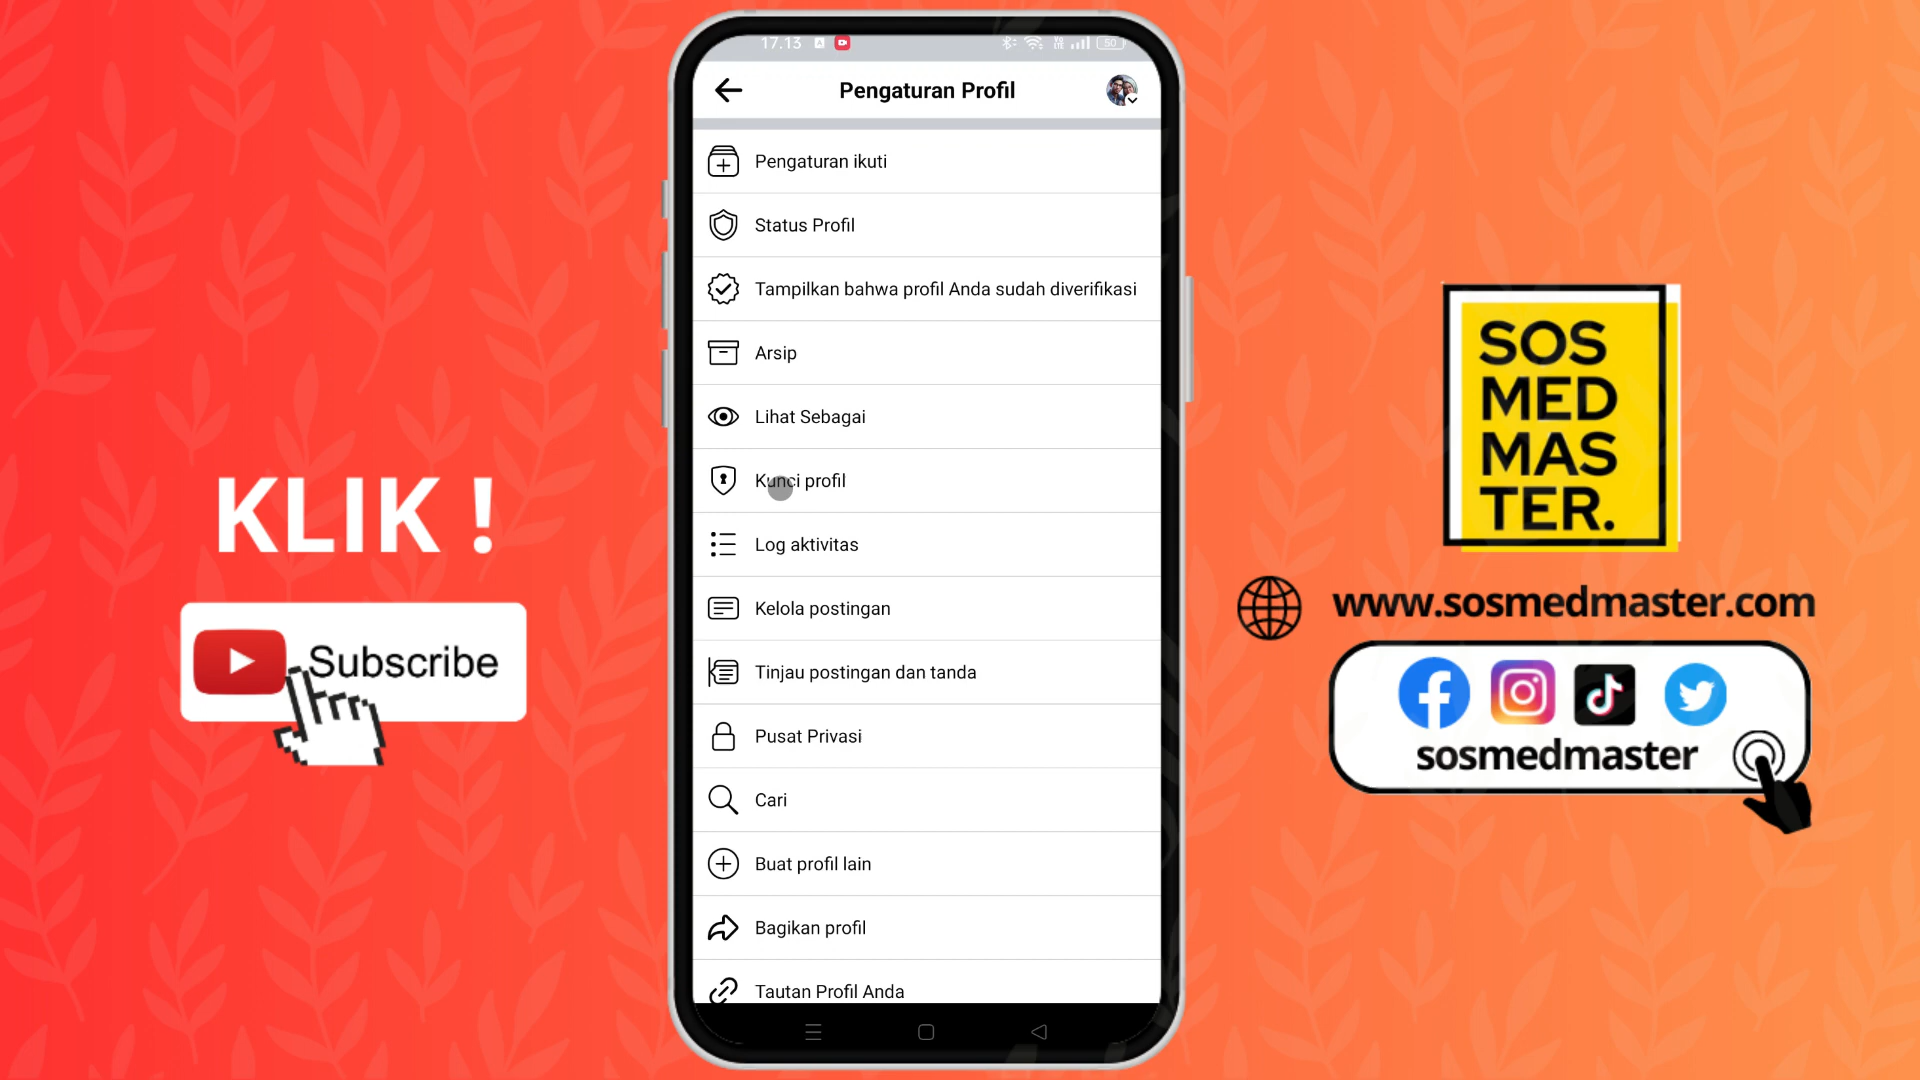 17.13
50
Pengaturan Profil
Pengaturan ikuti
Status Profil
Tampilkan bahwa profil Anda sudah diverifikasi
Arsip
Lihat Sebagai
Kunci profil
Log aktivitas
Kelola postingan
Tinjau postingan dan tanda
Pusat Privasi
Cari
Buat profil lain
Bagikan profil
Tautan Profil Anda
KLIK !
Subscribe
SOS
MED
MAS
TER.
www.sosmedmaster.com
sosmedmaster